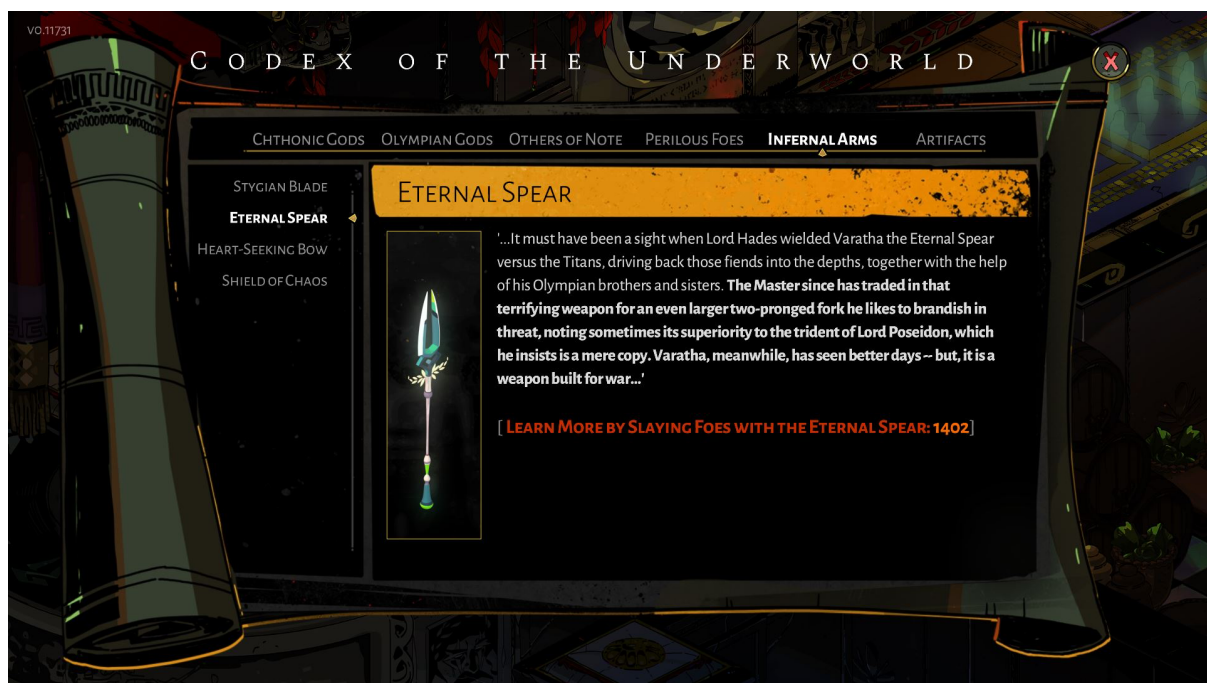 V0.11731
Codex of the Underworld
Chthonic Gods Olympian Gods Others of Note Perilous Foes Infernal Arms Artifacts
Stygian Blade
Eternal Spear
Heart-Seeking Bow
Shield of Chaos
Eternal Spear
'...It must have been a sight when Lord Hades wielded Varatha the Eternal Spear
versus the Titans, driving back those fiends into the depths, together with the help
of his Olympian brothers and sisters. The Master since has traded in that
terrifying weapon for an even larger two-pronged fork he likes to brandish in
threat, noting sometimes its superiority to the trident of Lord Poseidon, which
he insists is a mere copy. Varatha, meanwhile, has seen better days -- but, it is a
weapon built for war...'
[ Learn More by Slaying Foes with the Eternal Spear: 1402]